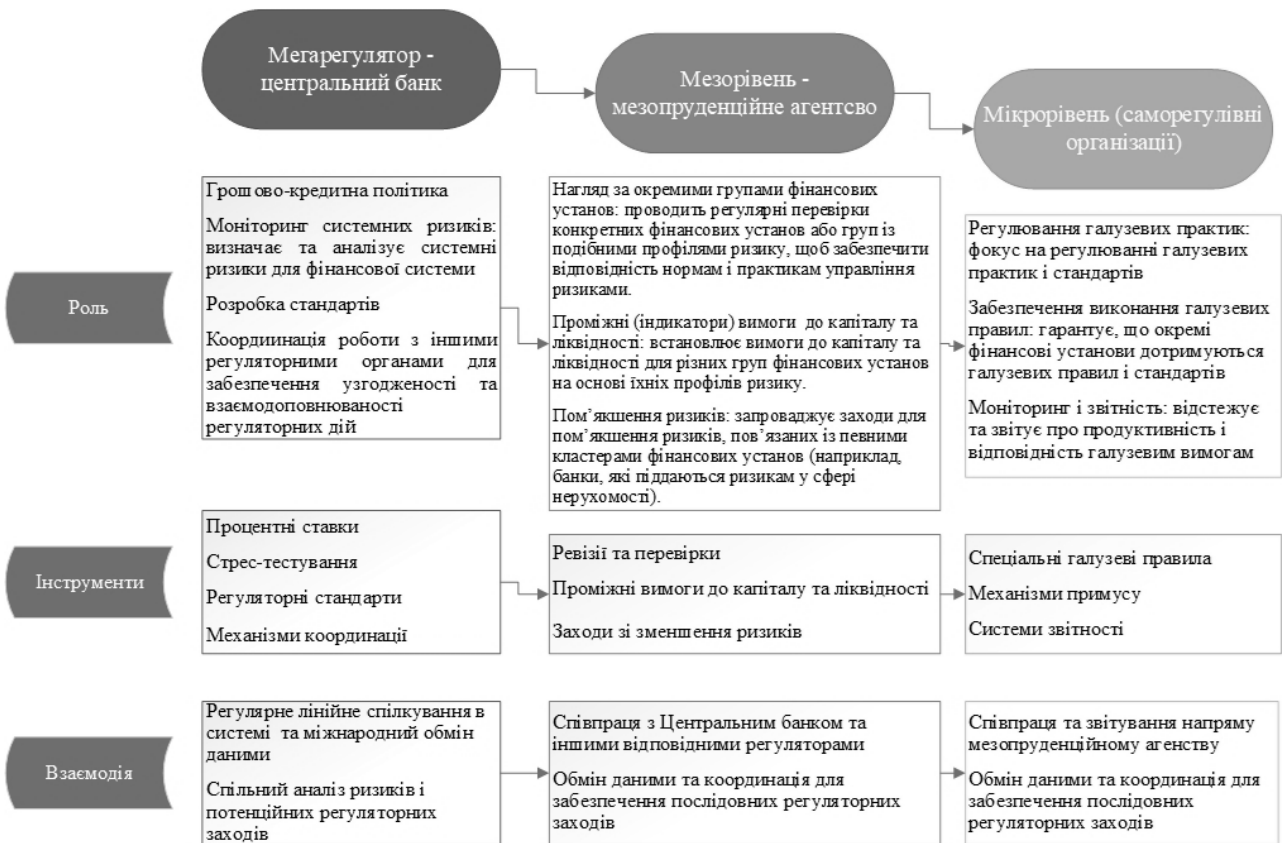 Мегарегулятор -
центральний банк
Мезорівень -
мезопруденційне агентсво
Мікрорівень (саморегулівні
організації)
Роль
Грошово-кредитна політика
Моніторинг системних ризиків:
визначає та аналізує системні
ризики для фінансової системи
Розробка стандартів
Координнація роботи з іншими
регуляторними органами для
забезпечення узгодженості та
взаємодоповнюваності
регуляторних дій
Нагляд за окремими групами фінансових
установ: проводить регулярні перевірки
конкретних фінансових установ або груп із
подібними профілями ризику, щоб забезпечити
відповідність нормам і практикам управління
ризиками.
Проміжні (індикатори) вимоги до капіталу та
ліквідності: встановлює вимоги до капіталу та
ліквідності для різних груп фінансових установ
на основі їхніх профілів ризику.
Пом’якшення ризиків: запроваджує заходи для
пом’якшення ризиків, пов’язаних із певними
кластерами фінансових установ (наприклад,
банки, які піддаються ризикам у сфері
нерухомості).
Регулювання галузевих практик:
фокус на регулюванні галузевих
практик і стандартів
Забезпечення виконання галузевих
правил: гарантує, що окремі
фінансові установи дотримуються
галузевих правил і стандартів
Моніторинг і звітність: відстежує
та звітує про продуктивність і
відповідність галузевим вимогам
Інструменти
Процентні ставки
Стрес-тестування
Регуляторні стандарти
Механізми координації
Ревізії та перевірки
Проміжні вимоги до капіталу та ліквідності
Заходи зі зменшення ризиків
Спеціальні галузеві правила
Механізми примусу
Системи звітності
Взаємодія
Регулярне лінійне спілкування в
системі та міжнародний обмін
даними
Спільний аналіз ризиків і
потенційних регуляторних
заходів
Співпраця з Центральним банком та
іншими відповідними регуляторами
Обмін даними та координація для
забезпечення послідовних регуляторних
заходів
Співпраця та звітування напряму
мезопруденційному агенству
Обмін даними та координація для
забезпечення послідовних
регуляторних заходів